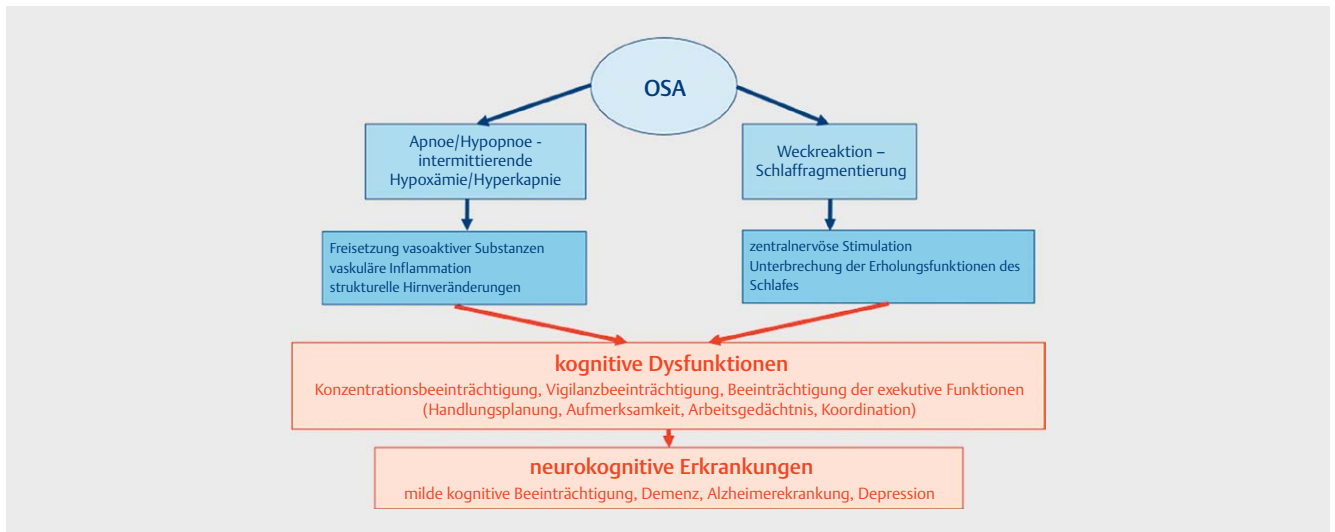 OSA
Apnoe/Hypopnoe -
intermittierende
Hypoxämie/Hyperkapnie
Weckreaktion –
Schlaffragmentierung
Freisetzung vasoaktiver Substanzen
vaskuläre Inflammation
strukturelle Hirnveränderungen
zentralnervöse Stimulation
Unterbrechung der Erholungsfunktionen des
Schlafes
kognitive Dysfunktionen
Konzentrationsbeeinträchtigung, Vigilanzbeeinträchtigung, Beeinträchtigung der exekutive Funktionen
(Handlungsplanung, Aufmerksamkeit, Arbeitsgedächtnis, Koordination)
neurokognitive Erkrankungen
milde kognitive Beeinträchtigung, Demenz, Alzheimerekrankung, Depression